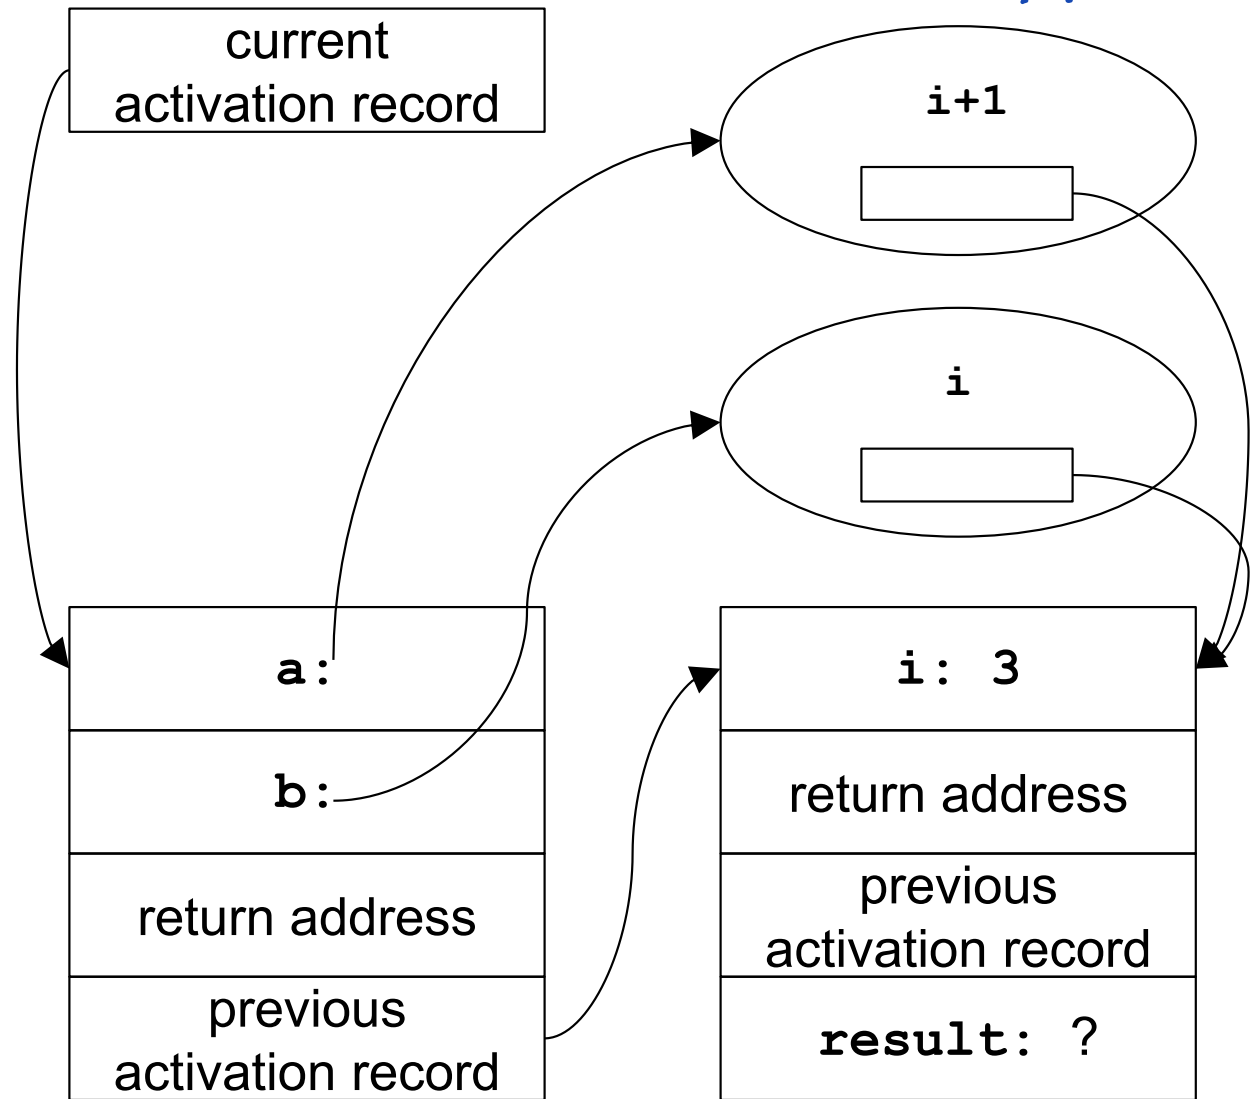 current
activation record
i+1
i
a:
b:
return address
previous
activation record
i: 3
return address
previous
activation record
result: ?